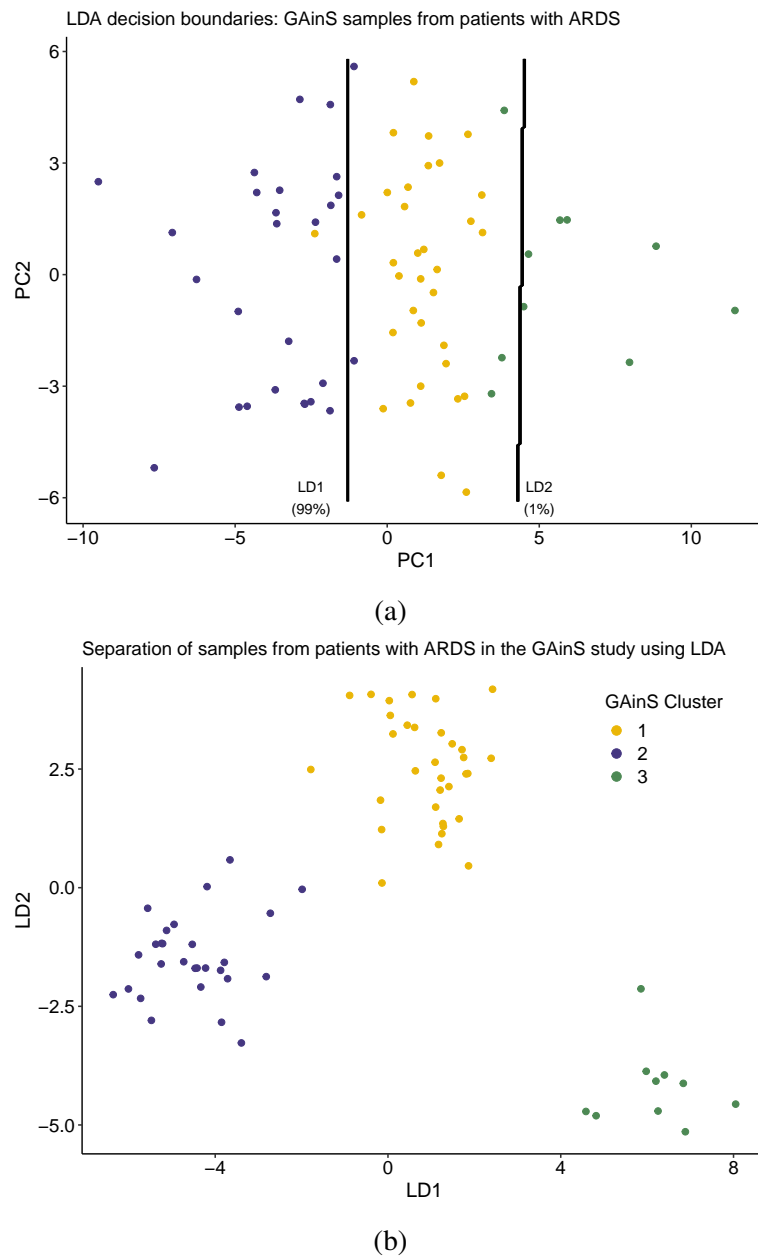 LDA decision boundaries: GAinS samples from patients with ARDS
6
3
0
−3
−6
PC2
LD1
(99%)
LD2
(1%)
−10
−5
0
5
10
PC1
(a)
Separation of samples from patients with ARDS in the GAinS study using LDA
GAinS Cluster
1
2
3
2.5
0.0
−2.5
−5.0
LD2
−4
0
4
8
LD1
(b)